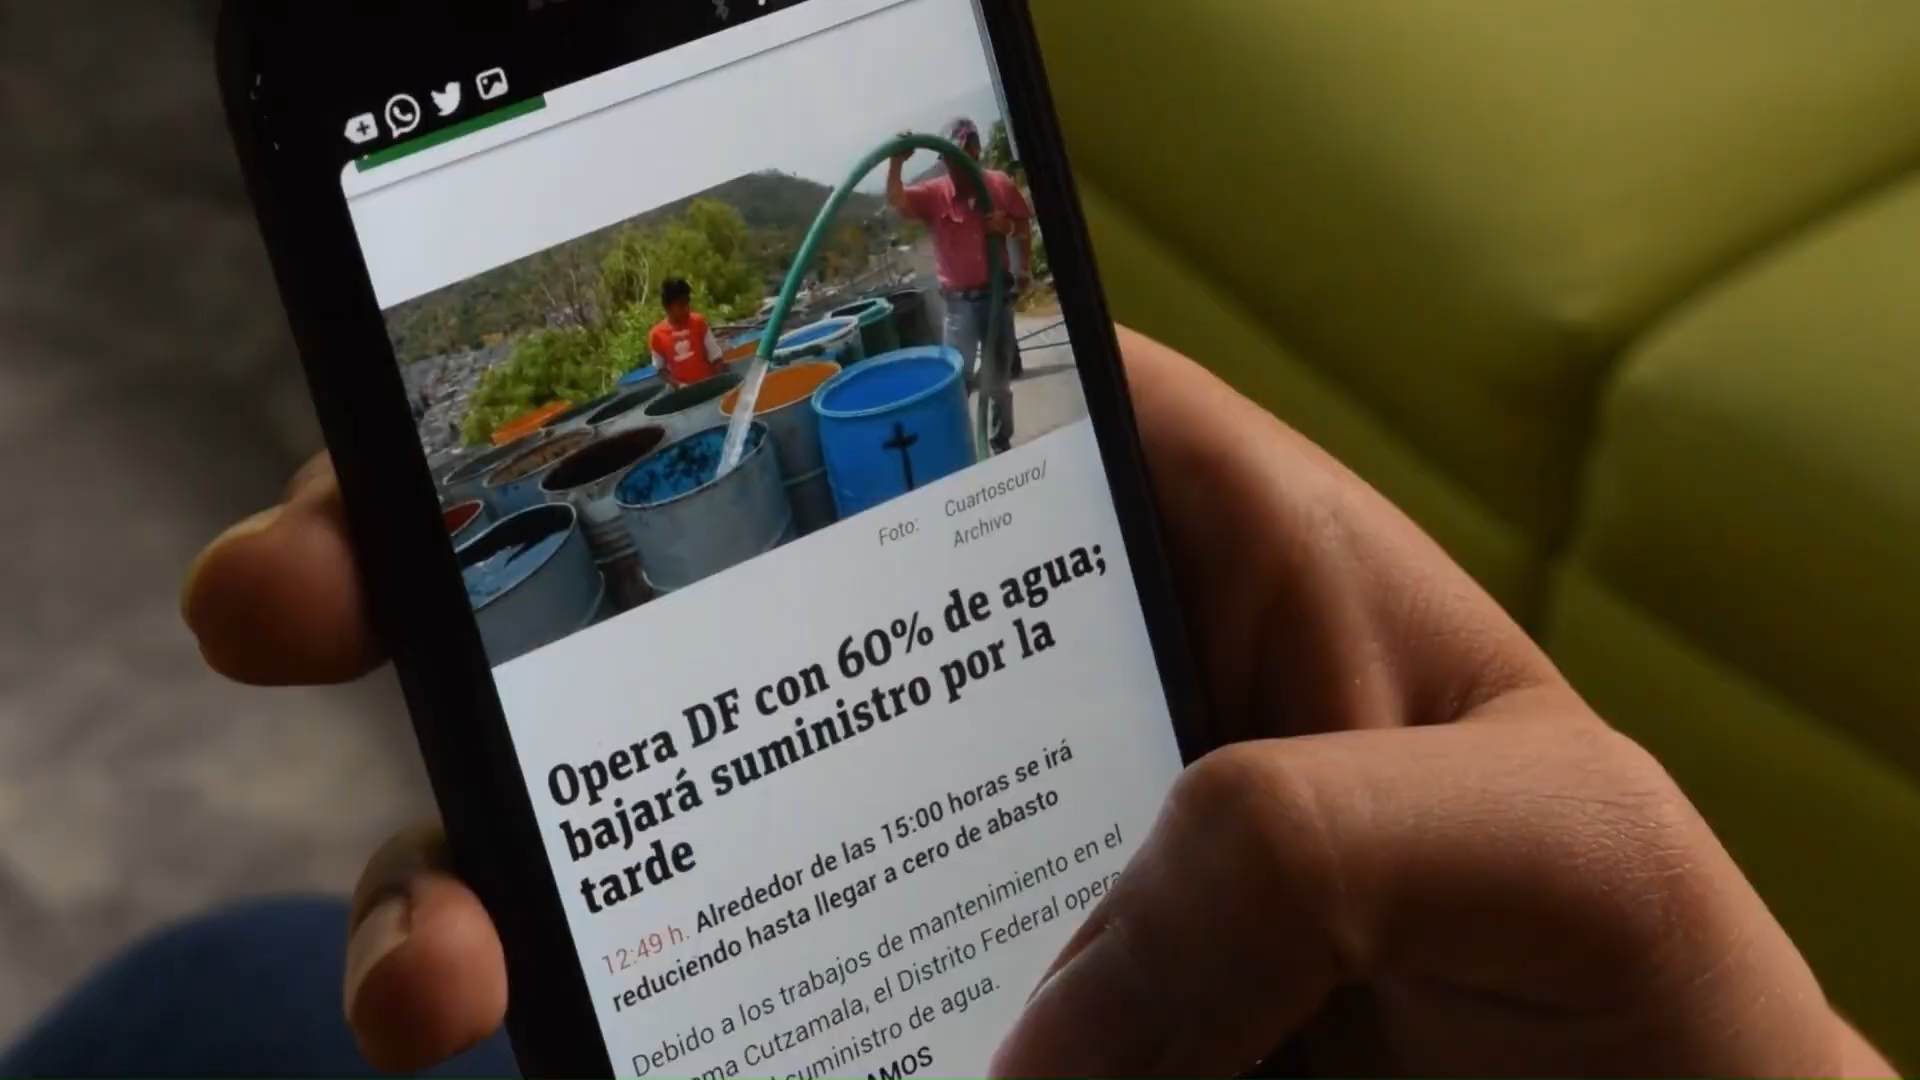 Foto: Cuartoscuro/
Archivo
Opera DF con 60% de agua;
bajará suministro por la
tarde
12:49 h. Alrededor de las 15:00 horas se irá
reduciendo hasta llegar a cero de abasto
Debido a los trabajos de mantenimiento en el
Cutzamala, el Distrito Federal opera
suministro de agua.